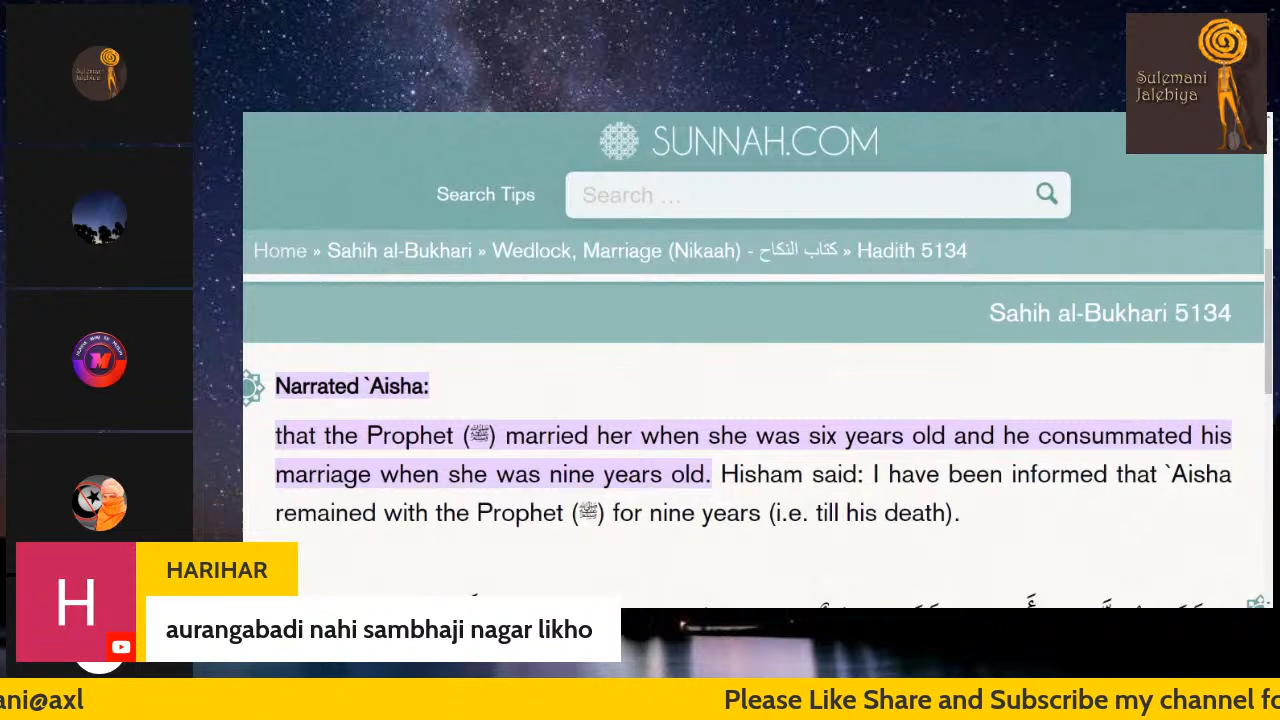 Sulemani
Jalebiya
SUNNAH.COM
Search Tips
Search ...
Home » Sahih al-Bukhari » Wedlock, Marriage (Nikaah) - كتاب النكاح » Hadith 5134
Sahih al-Bukhari 5134
Narrated `Aisha:
that the Prophet (ﷺ) married her when she was six years old and he consummated his
marriage when she was nine years old. Hisham said: I have been informed that `Aisha
remained with the Prophet (ﷺ) for nine years (i.e. till his death).
H
HARIHAR
aurangabadi nahi sambhaji nagar likho
ani@axl
Please Like Share and Subscribe my channel fo